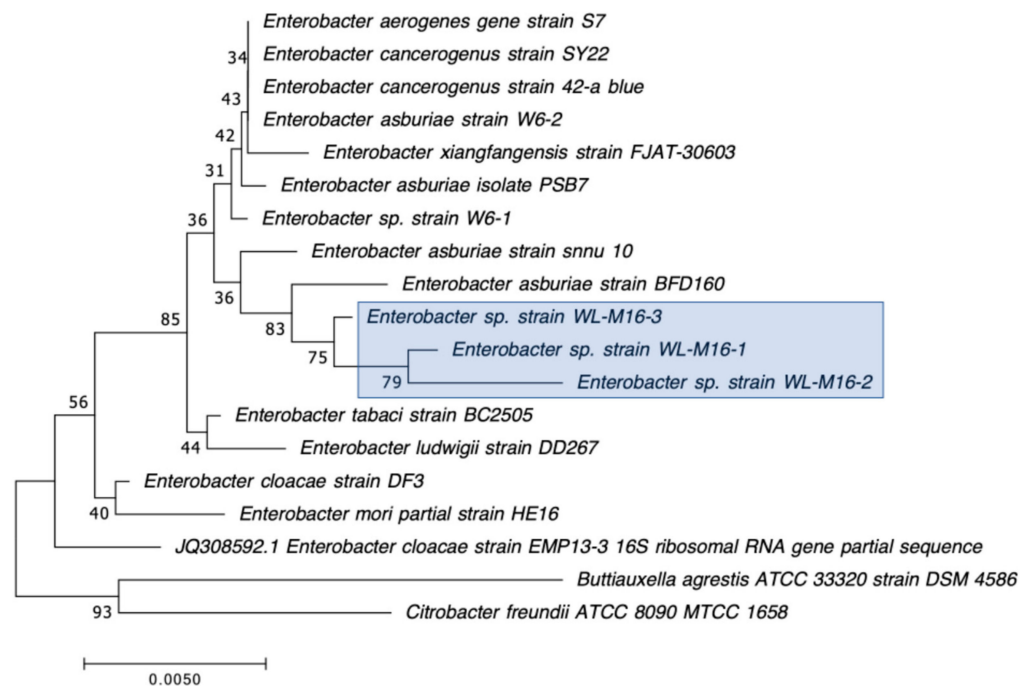 Enterobacter aerogenes gene strain S7
34
Enterobacter cancerogenus strain SY22
Enterobacter cancerogenus strain 42-a blue
43
Enterobacter asburiae strain W6-2
42
Enterobacter xiangfangensis strain FJAT-30603
31
Enterobacter asburiae isolate PSB7
36
Enterobacter sp. strain W6-1
Enterobacter asburiae strain snnu 10
36
Enterobacter asburiae strain BFD160
85
Enterobacter sp. strain WL-M16-3
83
Enterobacter sp. strain WL-M16-1
75
79
Enterobacter sp. strain WL-M16-2
56
Enterobacter tabaci strain BC2505
44
Enterobacter ludwigii strain DD267
Enterobacter cloacae strain DF3
40
Enterobacter mori partial strain HE16
JQ308592.1 Enterobacter cloacae strain EMP13-3 16S ribosomal RNA gene partial sequence
Buttiauxella agrestis ATCC 33320 strain DSM 4586
93
Citrobacter freundii ATCC 8090 MTCC 1658
0.0050